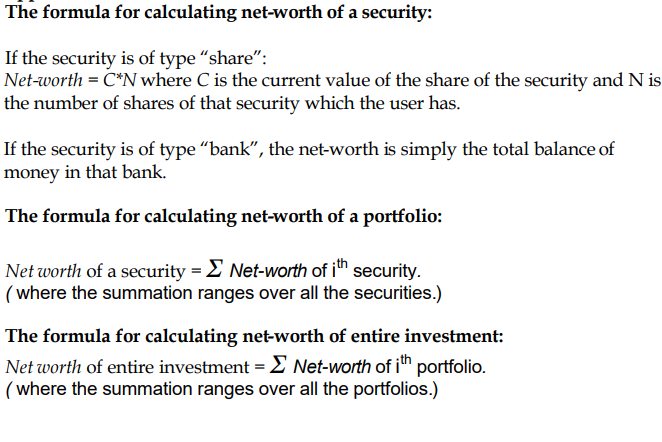 The formula for calculating net-worth of a security:
If the security is of type “share”:
Net-worth = C*N where C is the current value of the share of the security and N is
the number of shares of that security which the user has.
If the security is of type “bank”, the net-worth is simply the total balance of
money in that bank.
The formula for calculating net-worth of a portfolio:
Net worth of a security = Σ Net-worth of iᵗʰ security.
( where the summation ranges over all the securities.)
The formula for calculating net-worth of entire investment:
Net worth of entire investment = Σ Net-worth of iᵗʰ portfolio.
( where the summation ranges over all the portfolios.)